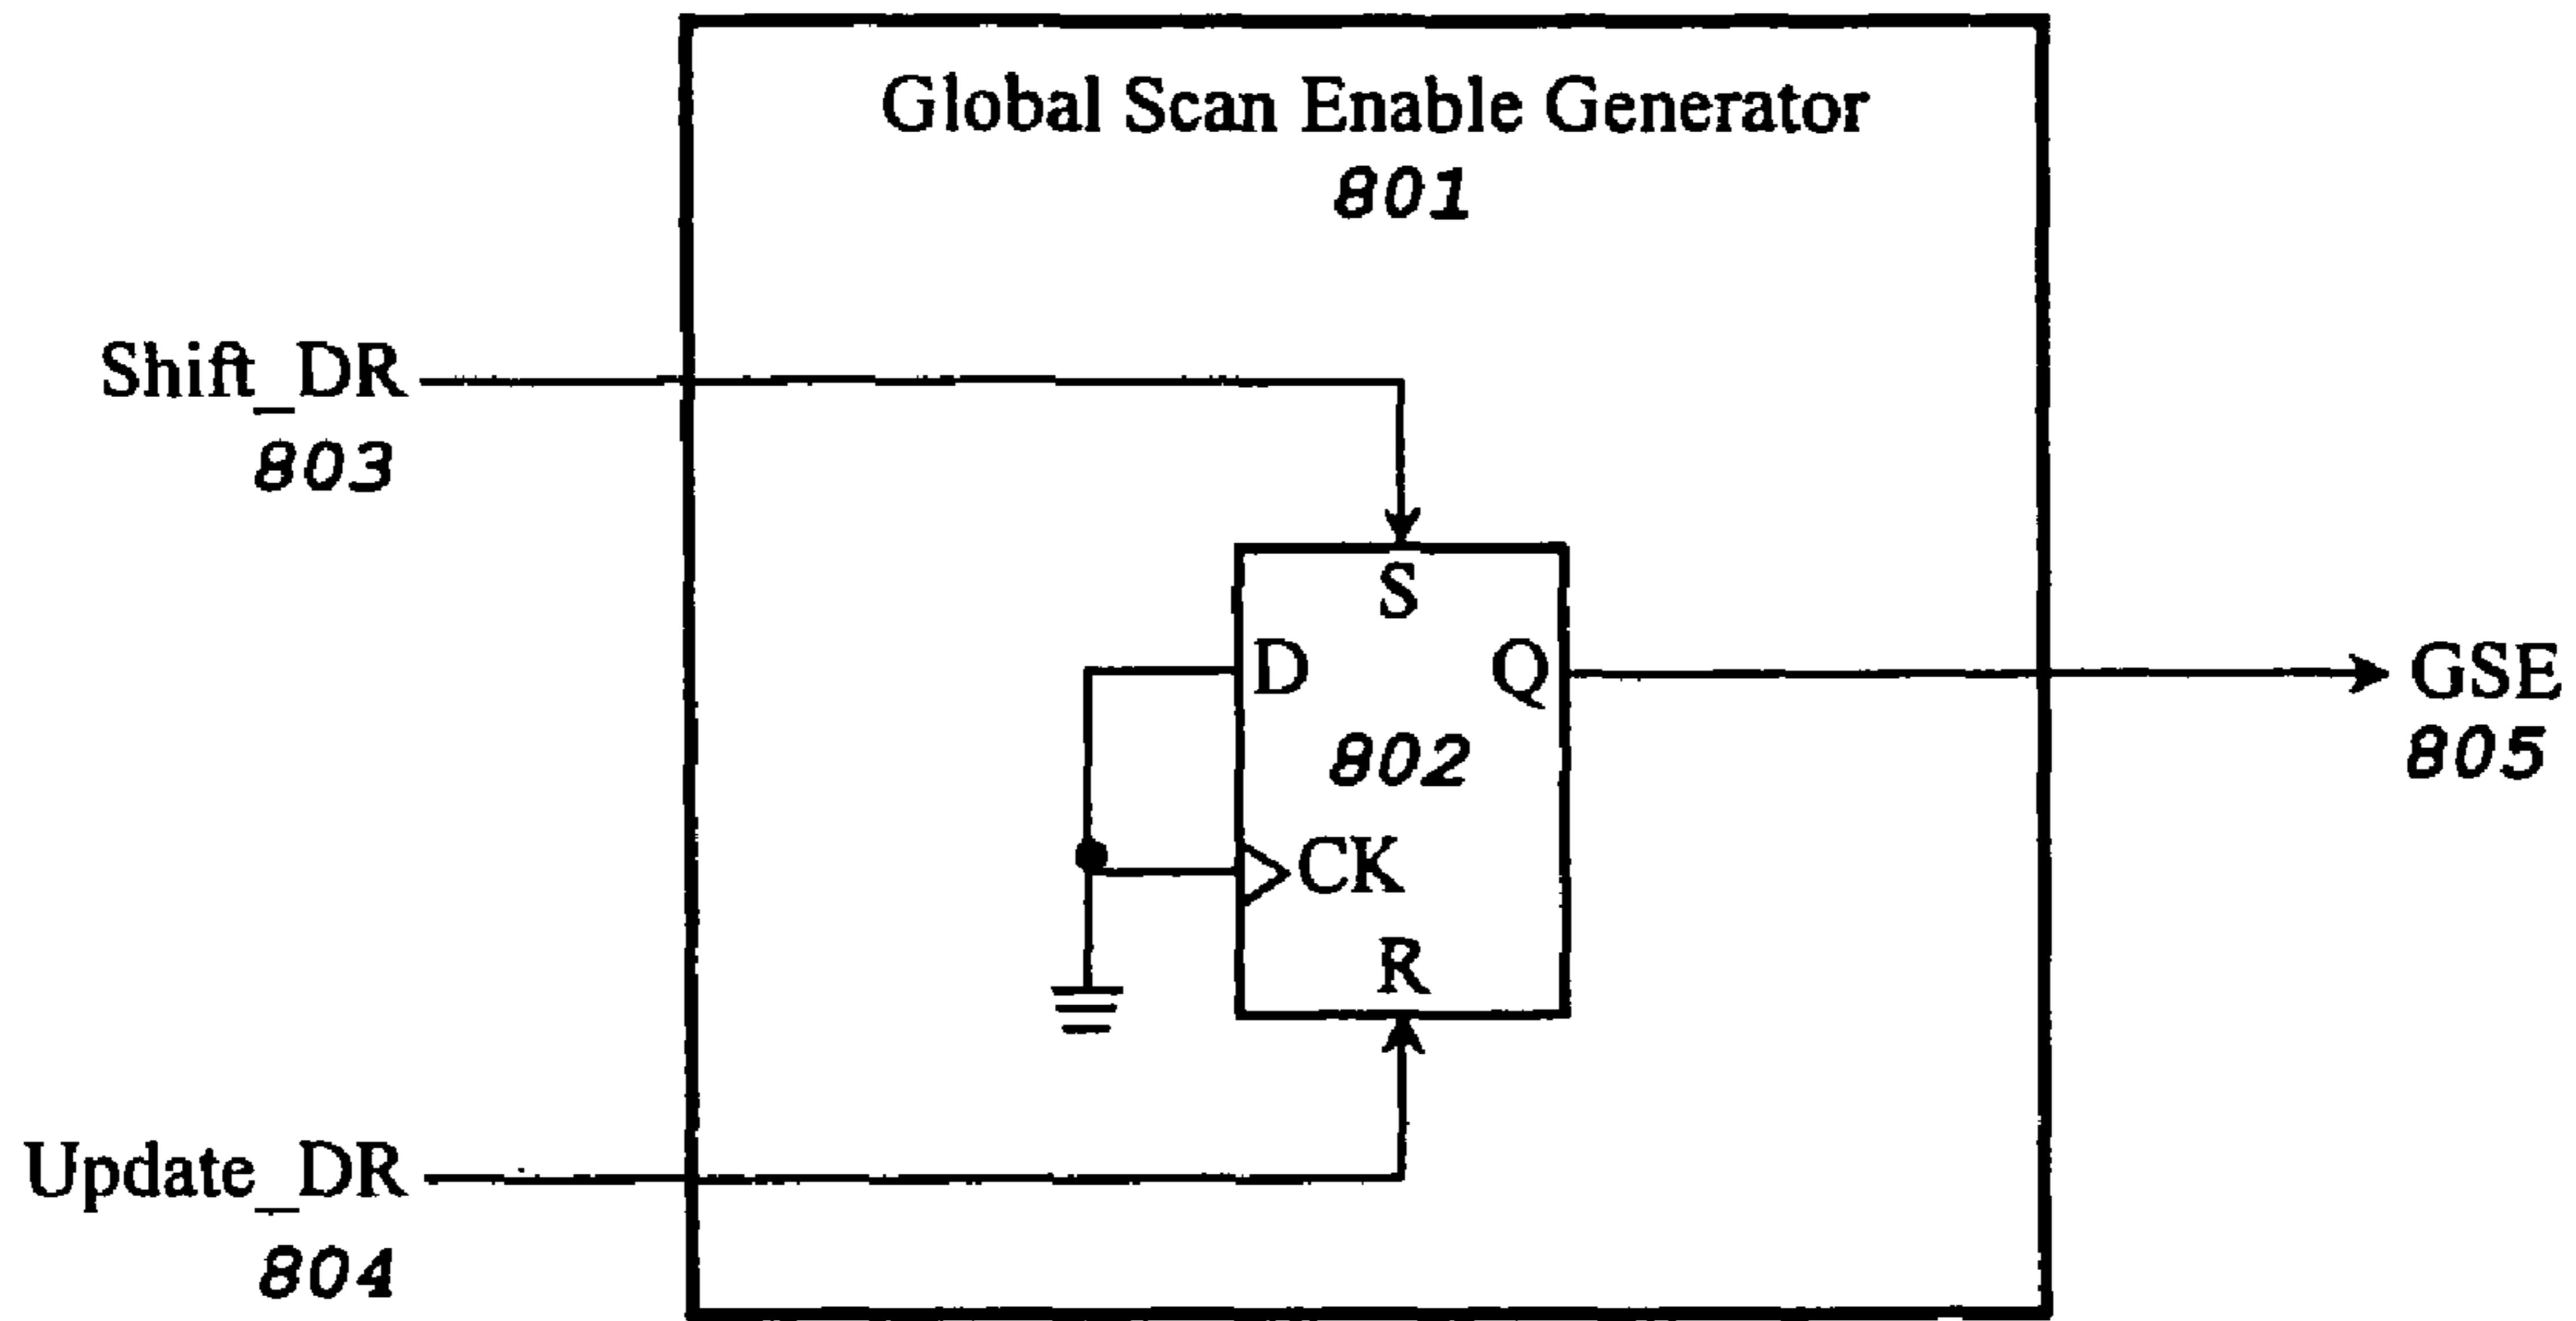 Global Scan Enable Generator
801
Shift_DR
803
S
D
Q
802
CK
R
GSE
805
Update_DR
804